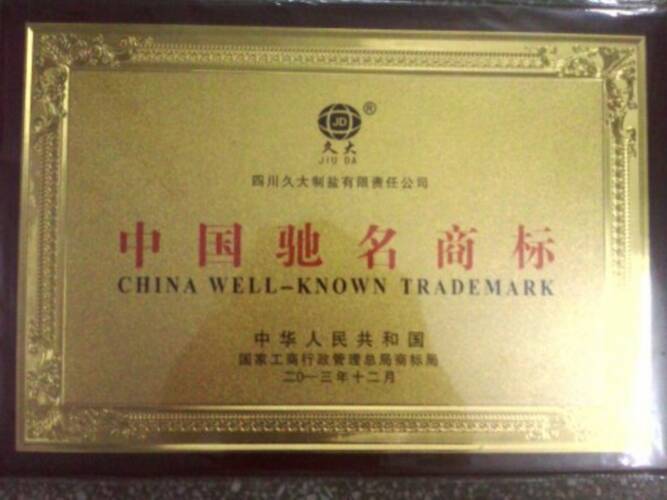 JD ®
久大
JIU DA
四川久大制盐有限责任公司
中国驰名商标
CHINA WELL-KNOWN TRADEMARK
中华人民共和国
国家工商行政管理总局商标局
二0一三年十二月